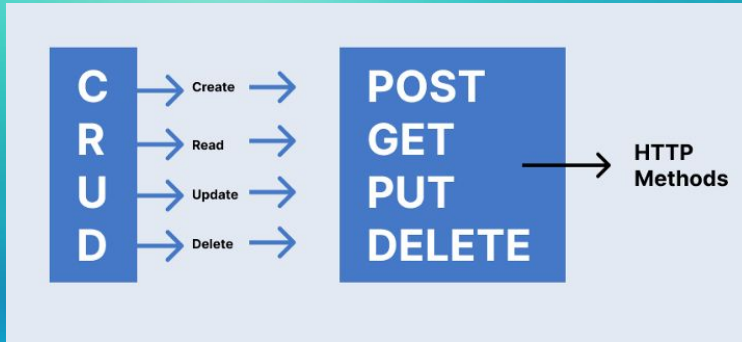 C Create POST
R Read GET
U Update PUT
D Delete DELETE
HTTP
Methods